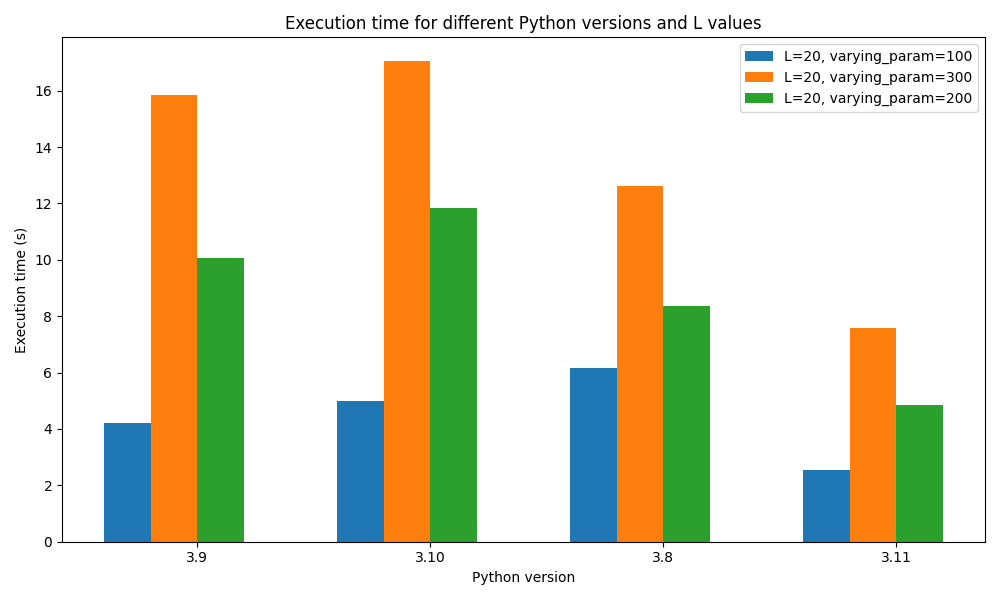 Execution time for different Python versions and L values
L=20, varying_param=100
L=20, varying_param=300
L=20, varying_param=200
Execution time (s)
16
14
12
10
8
6
4
2
0
3.9 3.10 3.8 3.11
Python version